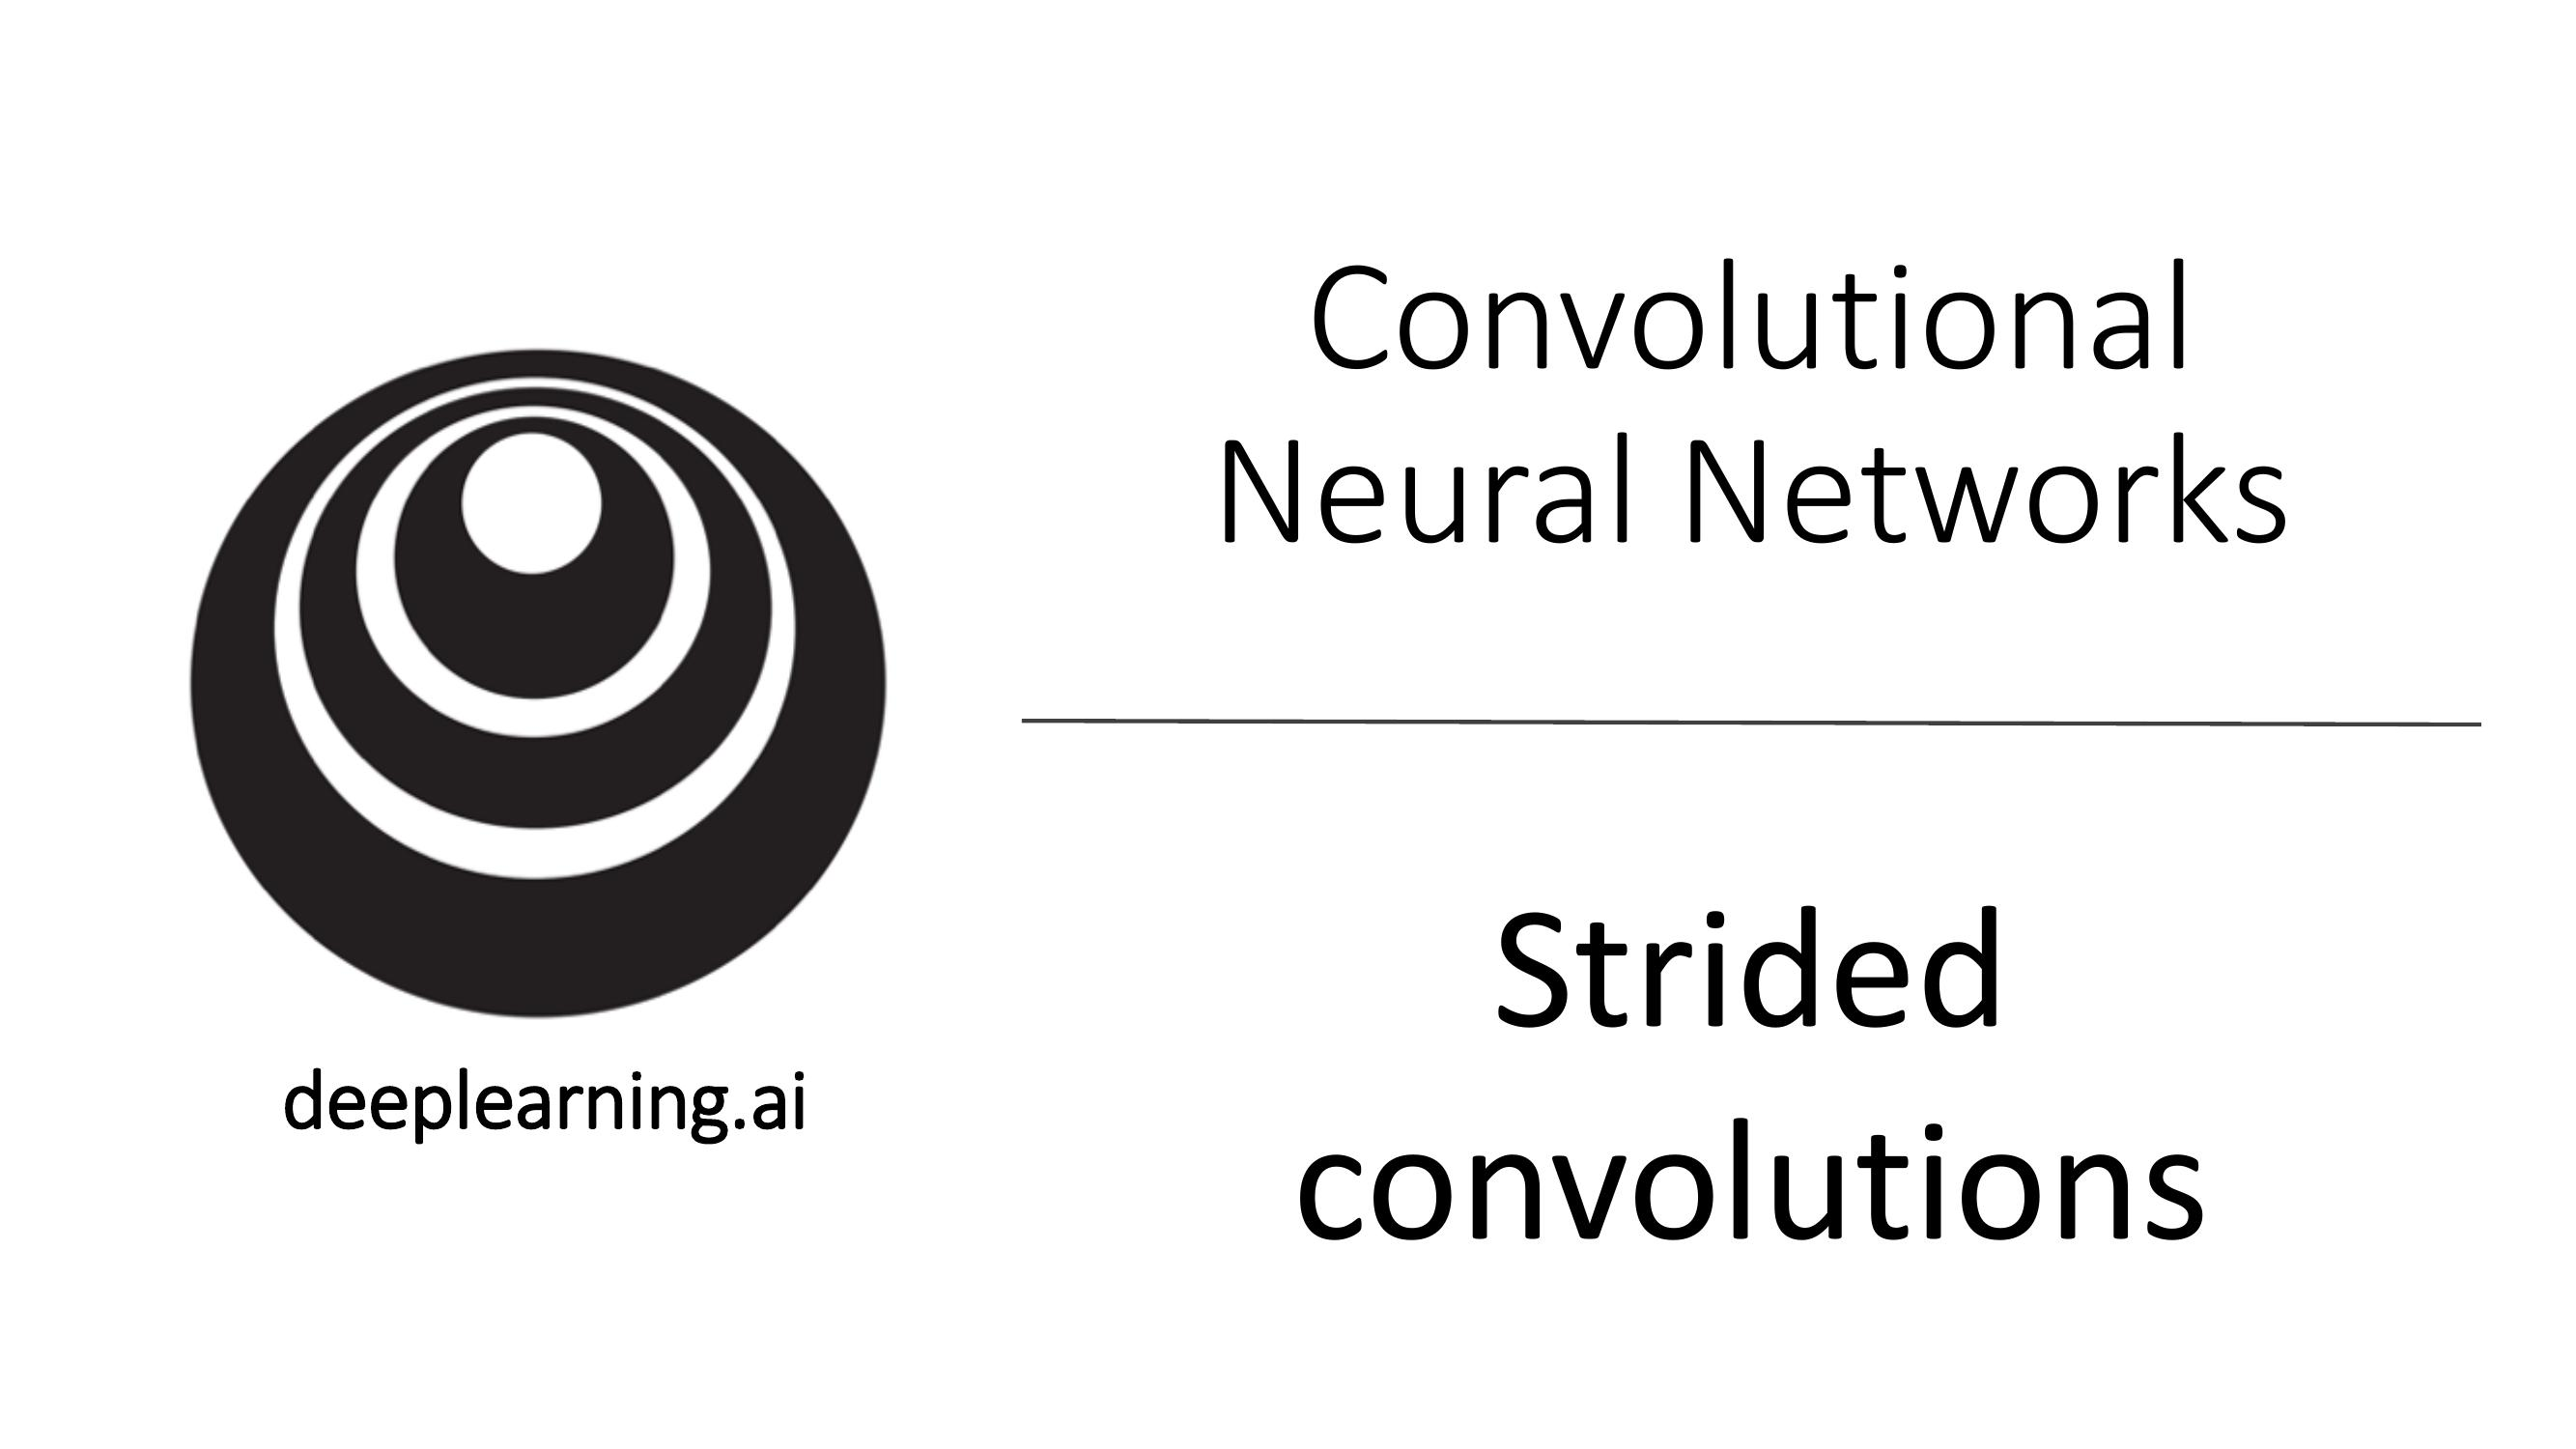 Convolutional
Neural Networks
deeplearning.ai
Strided
convolutions